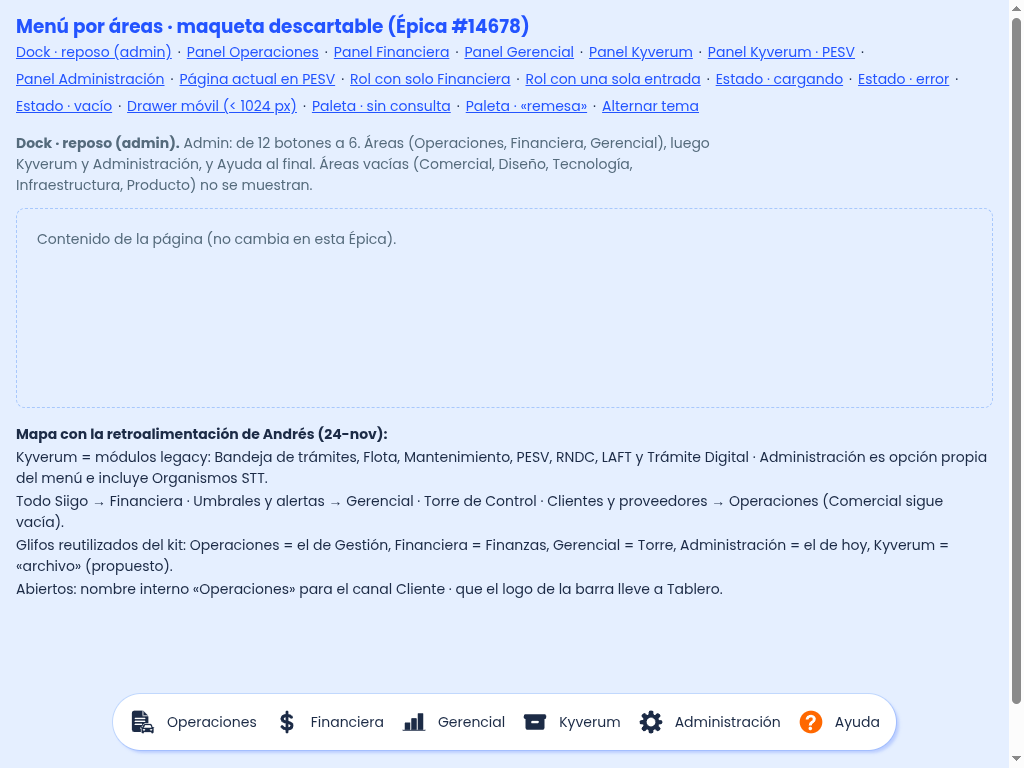 Menú por áreas · maqueta descartable (Épica #14678)
Dock · reposo (admin) · Panel Operaciones · Panel Financiera · Panel Gerencial · Panel Kyverum · Panel Kyverum · PESV ·
Panel Administración · Página actual en PESV · Rol con solo Financiera · Rol con una sola entrada · Estado · cargando · Estado · error ·
Estado · vacío · Drawer móvil (< 1024 px) · Paleta · sin consulta · Paleta · «remesa» · Alternar tema
Dock · reposo (admin). Admin: de 12 botones a 6. Áreas (Operaciones, Financiera, Gerencial), luego
Kyverum y Administración, y Ayuda al final. Áreas vacías (Comercial, Diseño, Tecnología,
Infraestructura, Producto) no se muestran.
Contenido de la página (no cambia en esta Épica).
Mapa con la retroalimentación de Andrés (24-nov):
Kyverum = módulos legacy: Bandeja de trámites, Flota, Mantenimiento, PESV, RNDC, LAFT y Trámite Digital · Administración es opción propia
del menú e incluye Organismos STT.
Todo Siigo → Financiera · Umbrales y alertas → Gerencial · Torre de Control · Clientes y proveedores → Operaciones (Comercial sigue
vacía).
Glifos reutilizados del kit: Operaciones = el de Gestión, Financiera = Finanzas, Gerencial = Torre, Administración = el de hoy, Kyverum =
«archivo» (propuesto).
Abiertos: nombre interno «Operaciones» para el canal Cliente · que el logo de la barra lleve a Tablero.
Operaciones Financiera Gerencial Kyverum Administración Ayuda